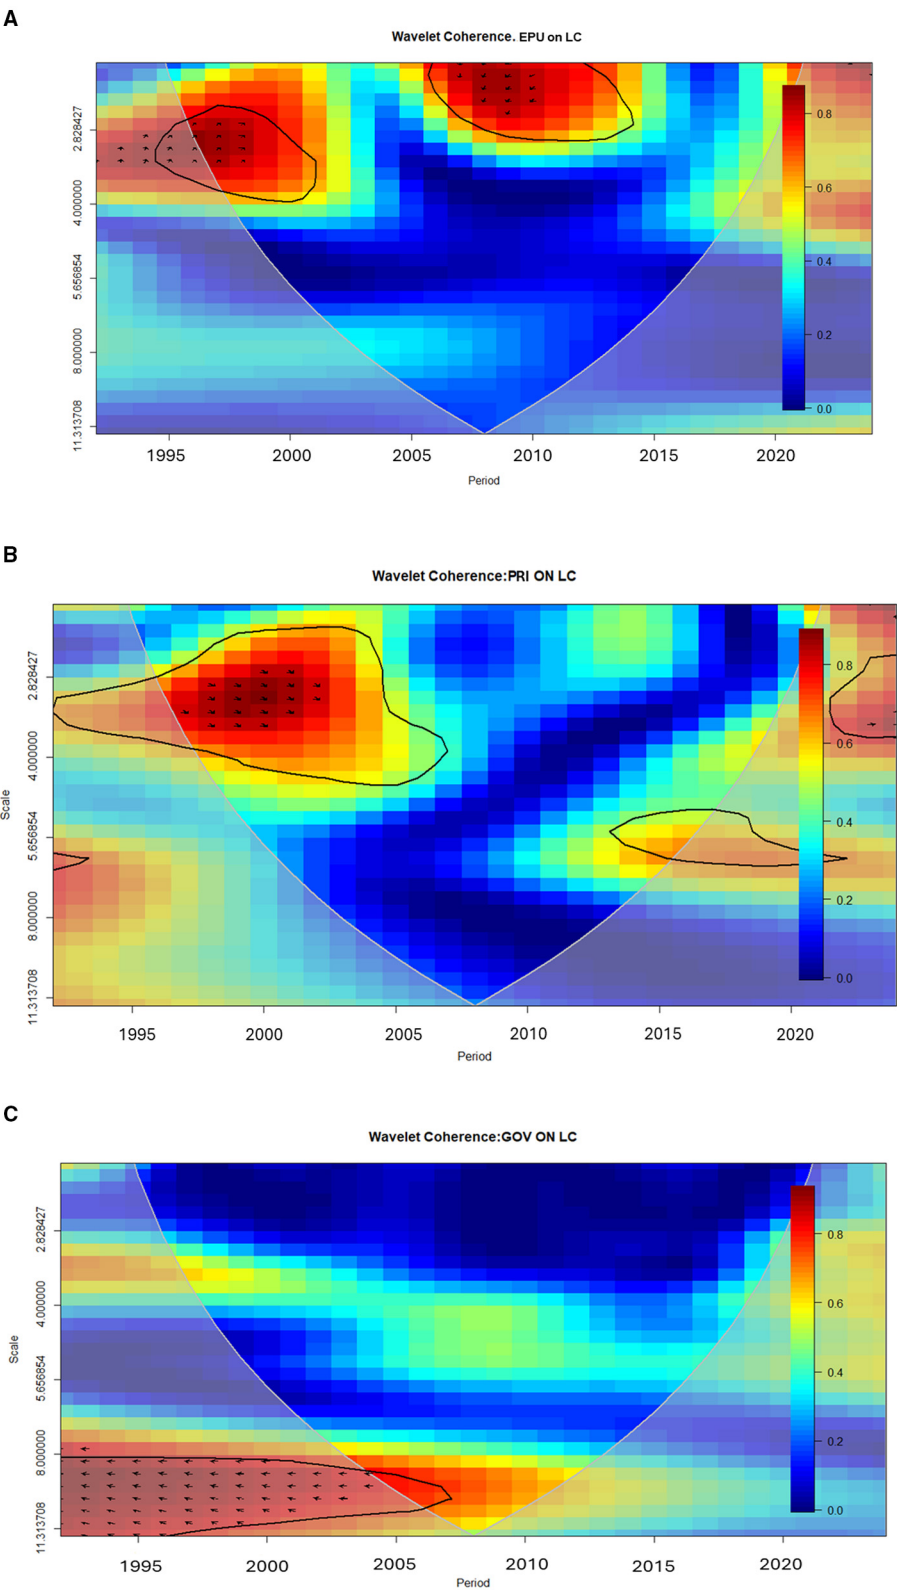 A
Wavelet Coherence. EPU on LC
2.828427
4.000000
5.656854
8.000000
11.313708
0.8
0.6
0.4
0.2
0.0
1995 2000 2005 2010 2015 2020
Period
B
Wavelet Coherence:PRI ON LC
Scale
2.828427
4.000000
5.656854
8.000000
11.313708
0.8
0.6
0.4
0.2
0.0
1995 2000 2005 2010 2015 2020
Period
C
Wavelet Coherence:GOV ON LC
Scale
2.828427
4.000000
5.656854
8.000000
11.313708
0.8
0.6
0.4
0.2
0.0
1995 2000 2005 2010 2015 2020
Period